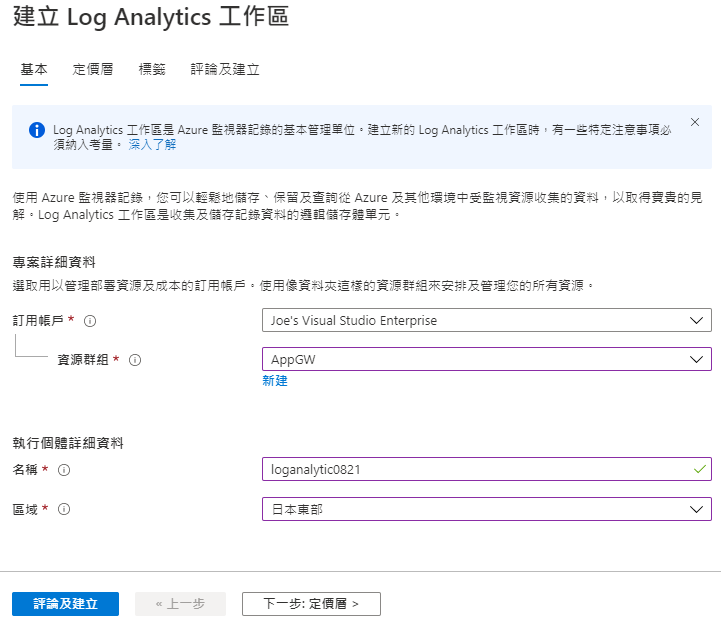 建立 Log Analytics 工作區
基本 定價層 標籤 評論及建立
Log Analytics 工作區是 Azure 監視器記錄的基本管理單位。建立新的 Log Analytics 工作區時，有一些特定注意事項必
須納入考量。 深入了解
使用 Azure 監視器記錄，您可以輕鬆地儲存、保留及查詢從 Azure 及其他環境中受監視資源收集的資料，以取得寶貴的見
解。Log Analytics 工作區是收集及儲存記錄資料的邏輯儲存體單元。
專案詳細資料
選取用以管理部署資源及成本的訂用帳戶。使用像資料夾這樣的資源群組來安排及管理您的所有資源。
訂用帳戶 * Joe's Visual Studio Enterprise
資源群組 * AppGW
新建
執行個體詳細資料
名稱 * loganalytic0821
區域 * 日本東部
評論及建立 « 上一步 下一步: 定價層 >